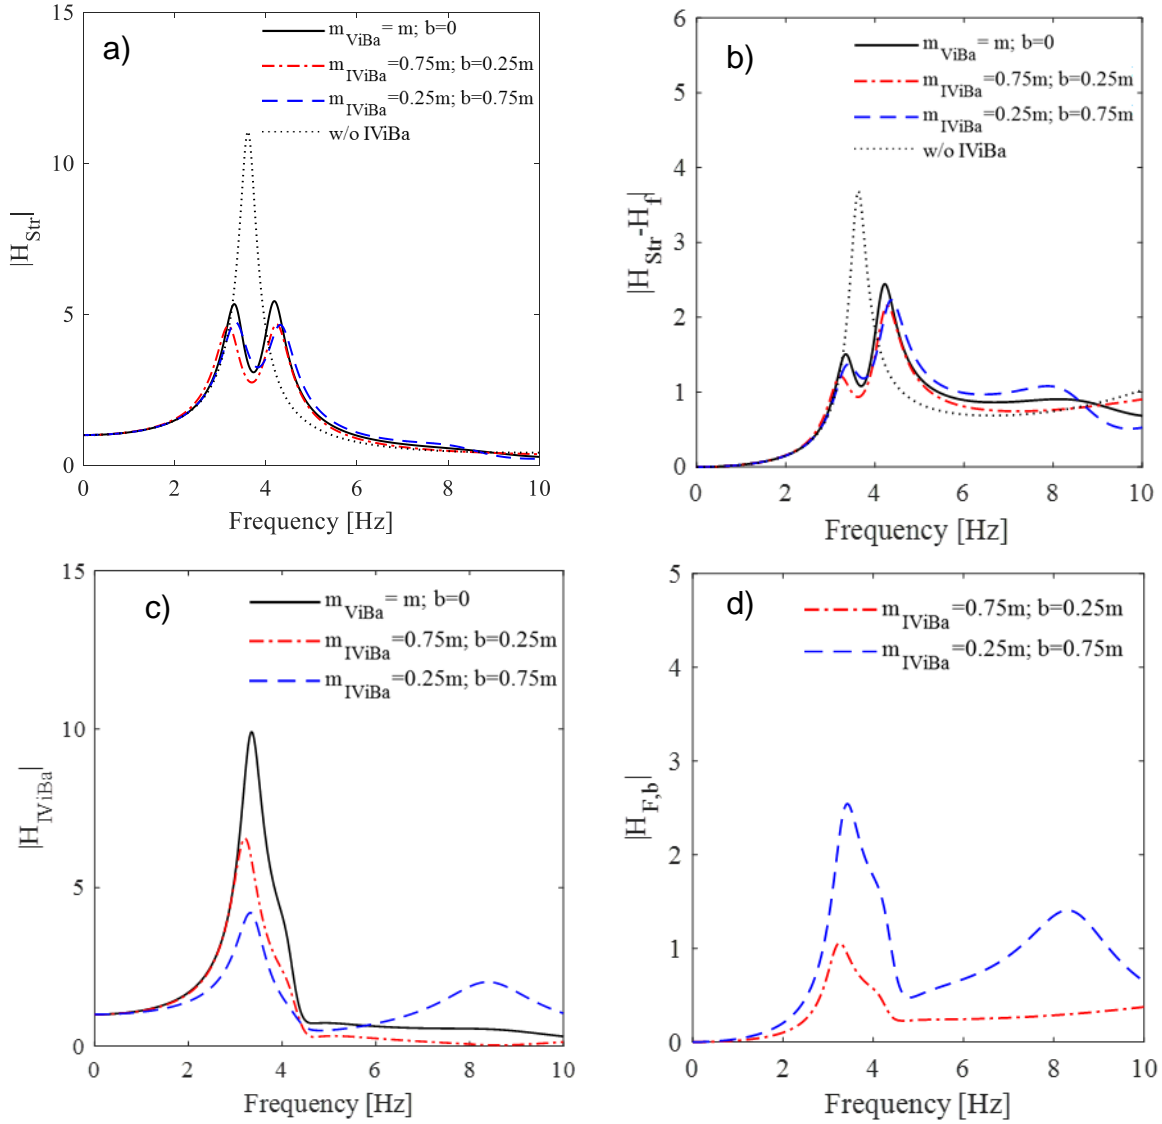 a)
15
10
5
0
0 2 4 6 8 10
|H_Str|
Frequency [Hz]
m_ViBa = m; b=0
m_IViBa =0.75m; b=0.25m
m_IViBa =0.25m; b=0.75m
w/o IViBa
b)
6
5
4
3
2
1
0
0 2 4 6 8 10
|H_Str-H_f|
Frequency [Hz]
m_ViBa = m; b=0
m_IViBa =0.75m; b=0.25m
m_IViBa =0.25m; b=0.75m
w/o IViBa
c)
15
10
5
0
0 2 4 6 8 10
|H_IViBa|
Frequency [Hz]
m_ViBa = m; b=0
m_IViBa =0.75m; b=0.25m
m_IViBa =0.25m; b=0.75m
d)
5
4
3
2
1
0
0 2 4 6 8 10
|H_F,b|
Frequency [Hz]
m_IViBa =0.75m; b=0.25m
m_IViBa =0.25m; b=0.75m